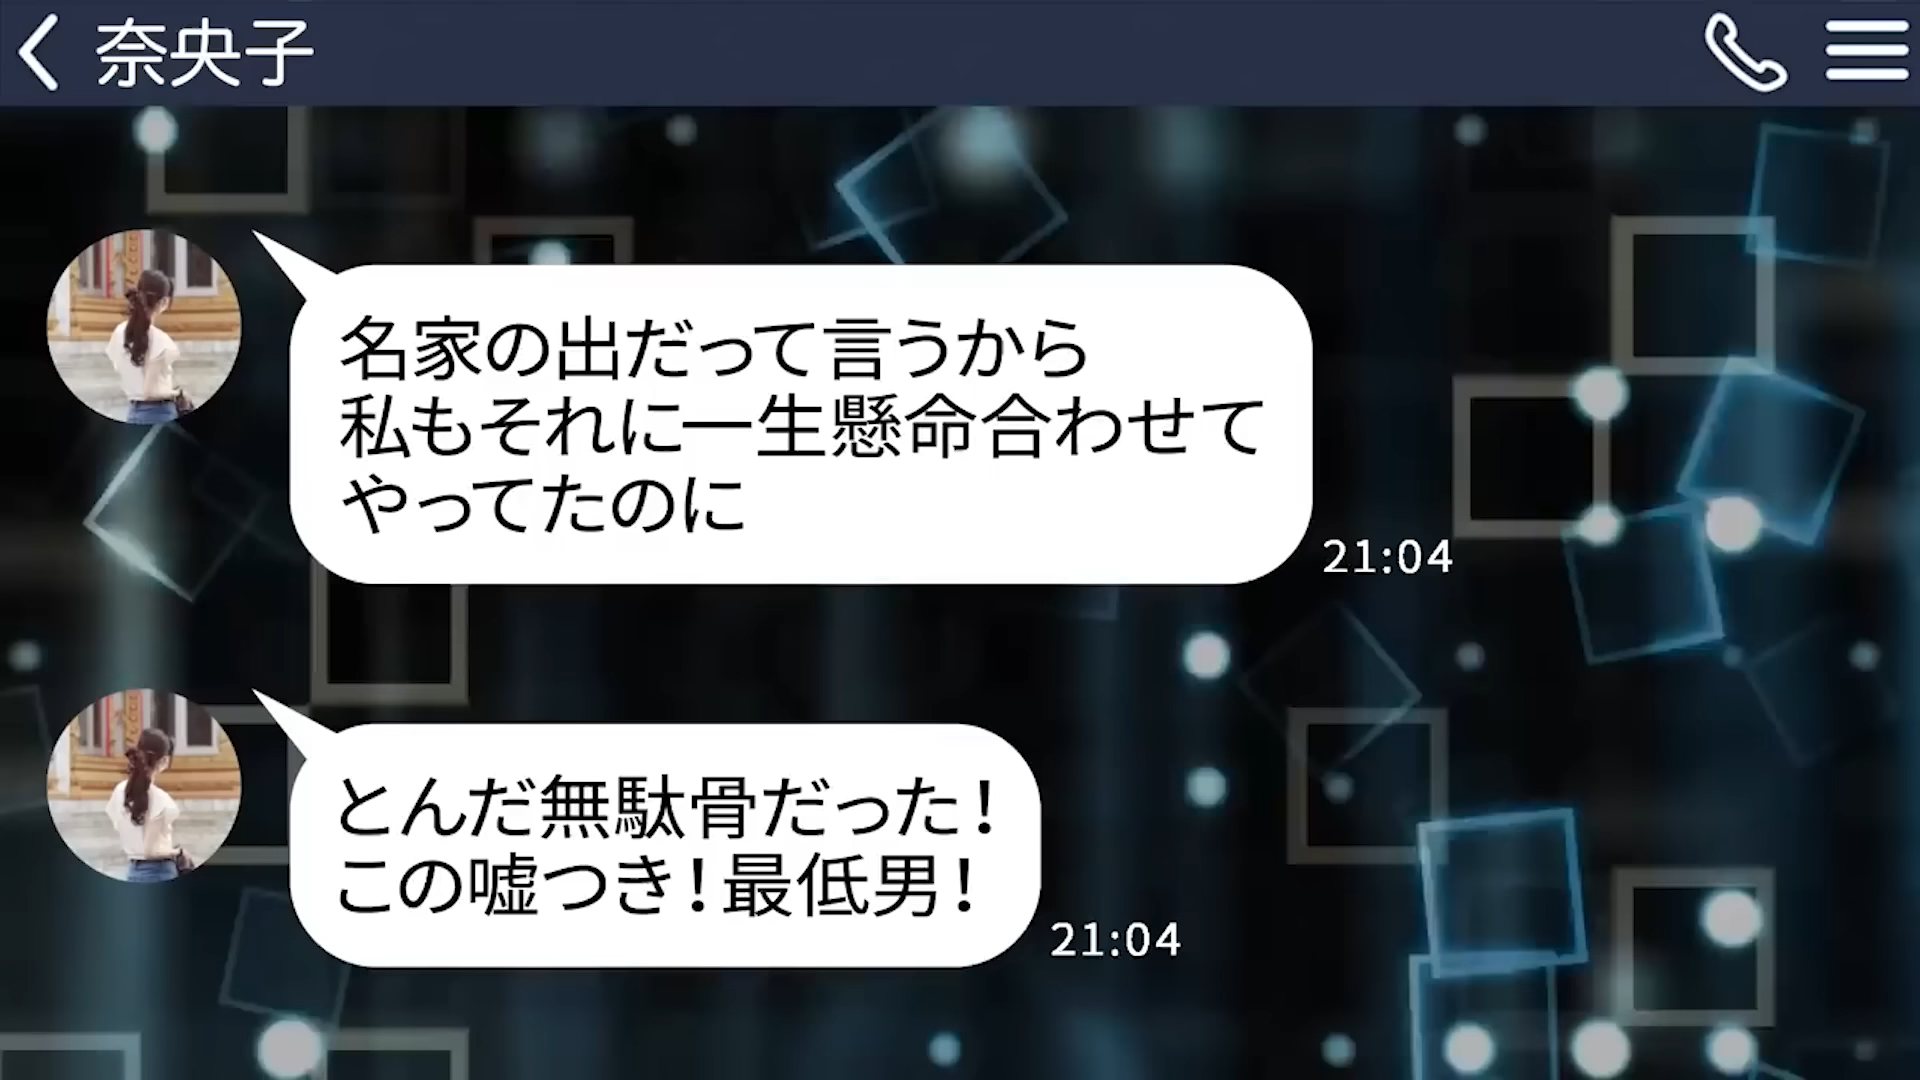 奈央子
名家の出だって言うから
私もそれに一生懸命合わせて
やってたのに
21:04
とんだ無駄骨だった！
この嘘つき！最低男！
21:04